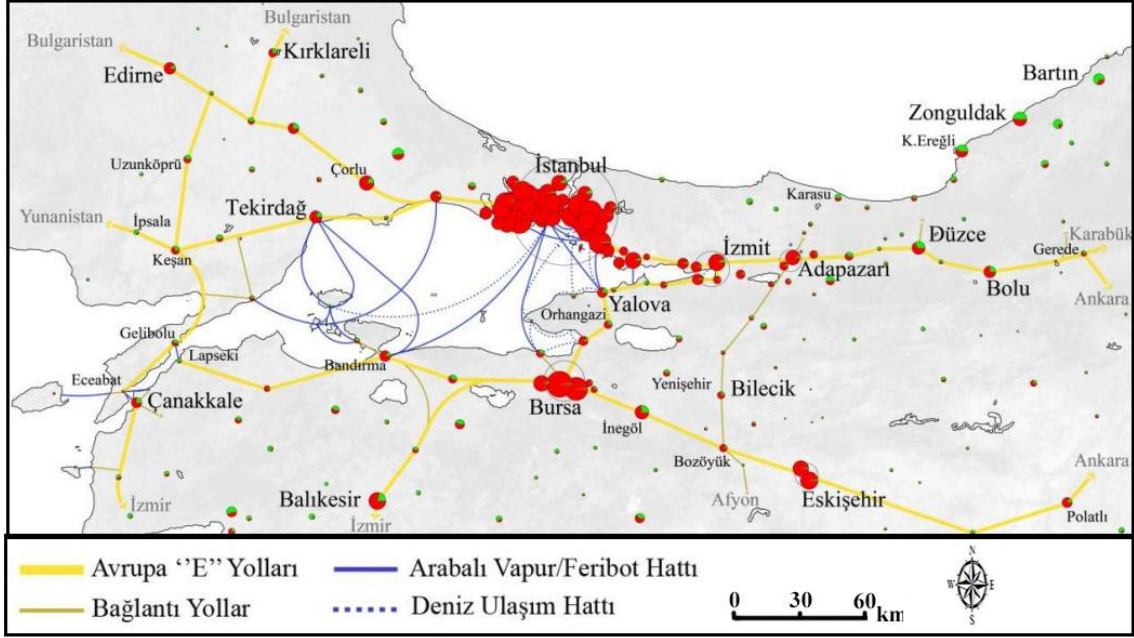 Bulgaristan
Bulgaristan
Kırklareli
Edirne
Bartın
Zonguldak
K.Ereğli
Uzunköprü
Çorlu
İstanbul
Karasu
Yunanistan
İpsala
Tekirdağ
Keşan
İzmit
Düzce
Karabük
Gerede
Adapazarı
Bolu
Ankara
Yalova
Orhangazi
Gelibolu
Lapseki
Bandırma
Eceabat
Çanakkale
Bursa
Yenişehir
Bilecik
İnegöl
Bozöyük
Ankara
Eskişehir
Afyon
Polatlı
İzmir
Balıkesir
İzmir
Avrupa ‘‘E’’ Yolları
Arabalı Vapur/Feribot Hattı
Bağlantı Yollar
Deniz Ulaşım Hattı
0 30 60 km
N
W E
S